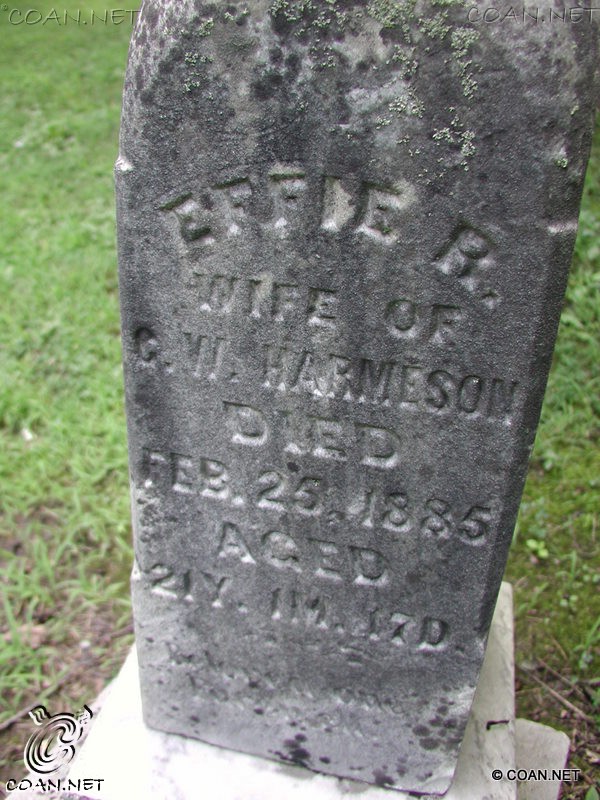 ©COAN.NET
©COAN.NET
EFFIE R.
WIFE OF
G. W. HARMESON
DIED
FEB. 25, 1885
AGED
21Y. 1M. 17D.
COAN.NET
© COAN.NET